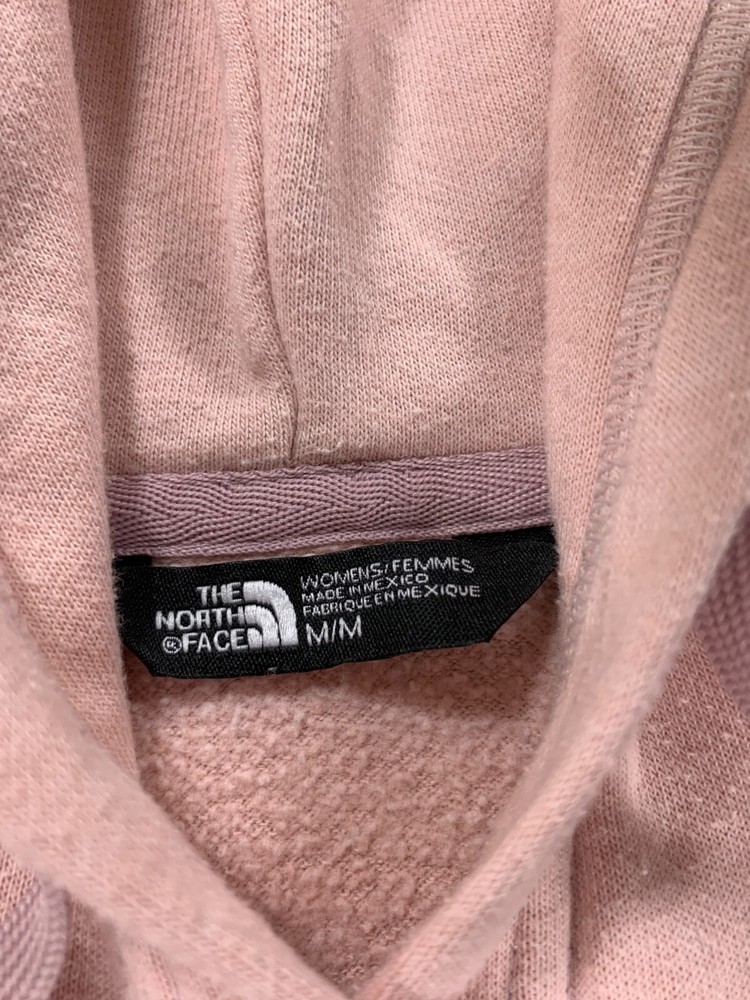 THE
NORTH
®FACE
WOMENS/FEMMES
MADE IN MEXICO
FABRIQUE EN MEXIQUE
M/M